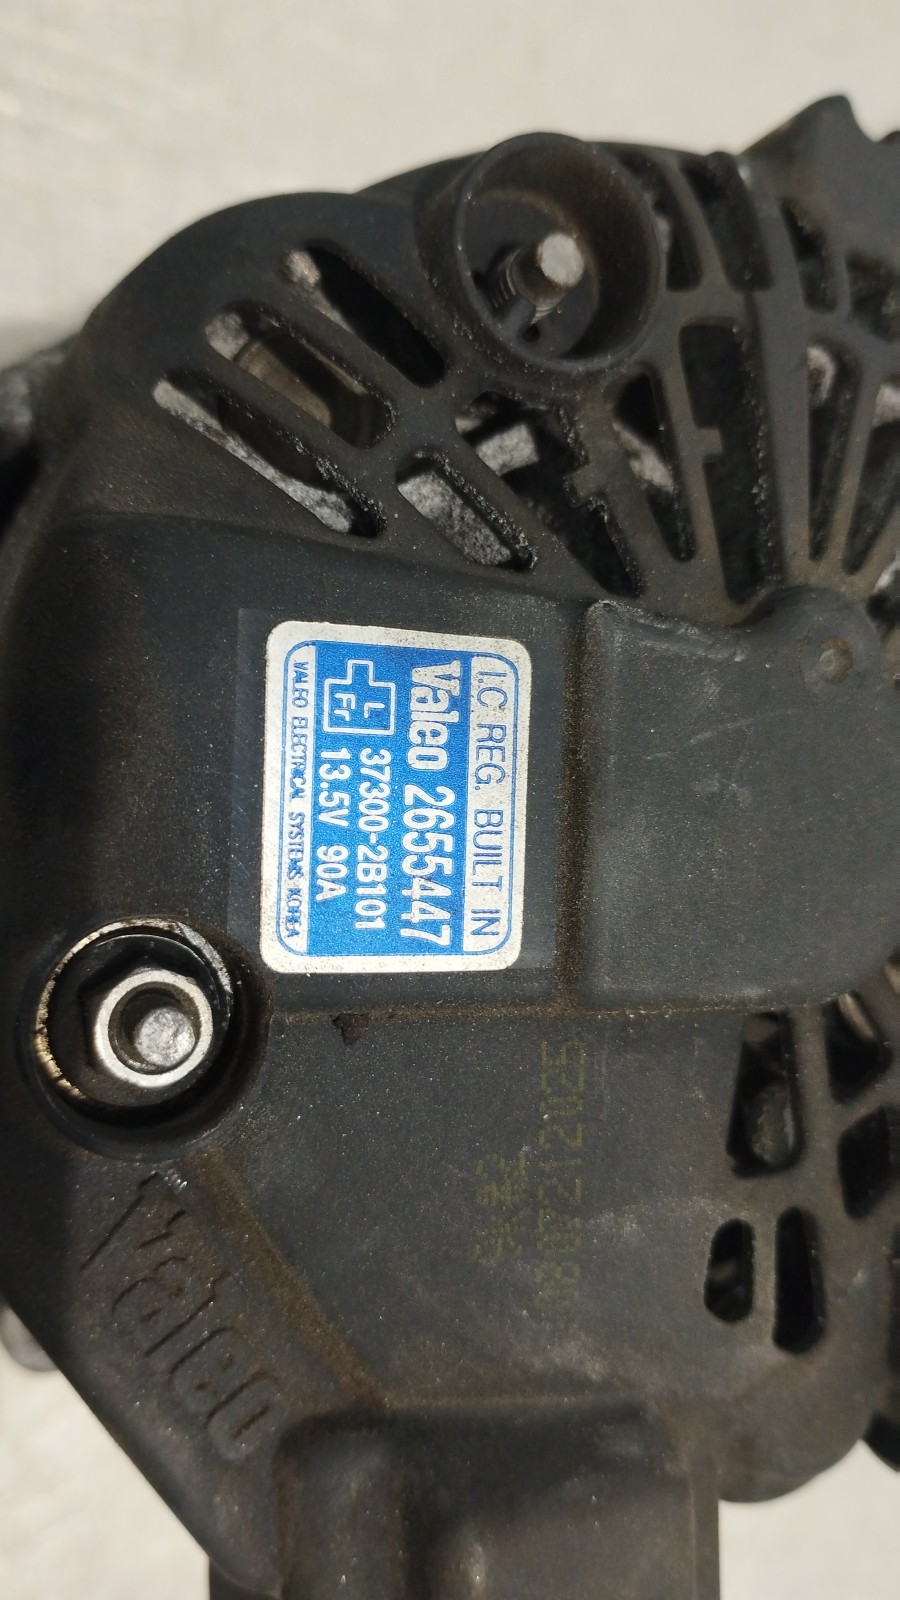 I.C REG. BUILT IN
Valeo 2655447
L
Fr
37300-2B101
13.5V 90A
VALEO ELECTRICAL SYSTEMS KOREA
Valeo